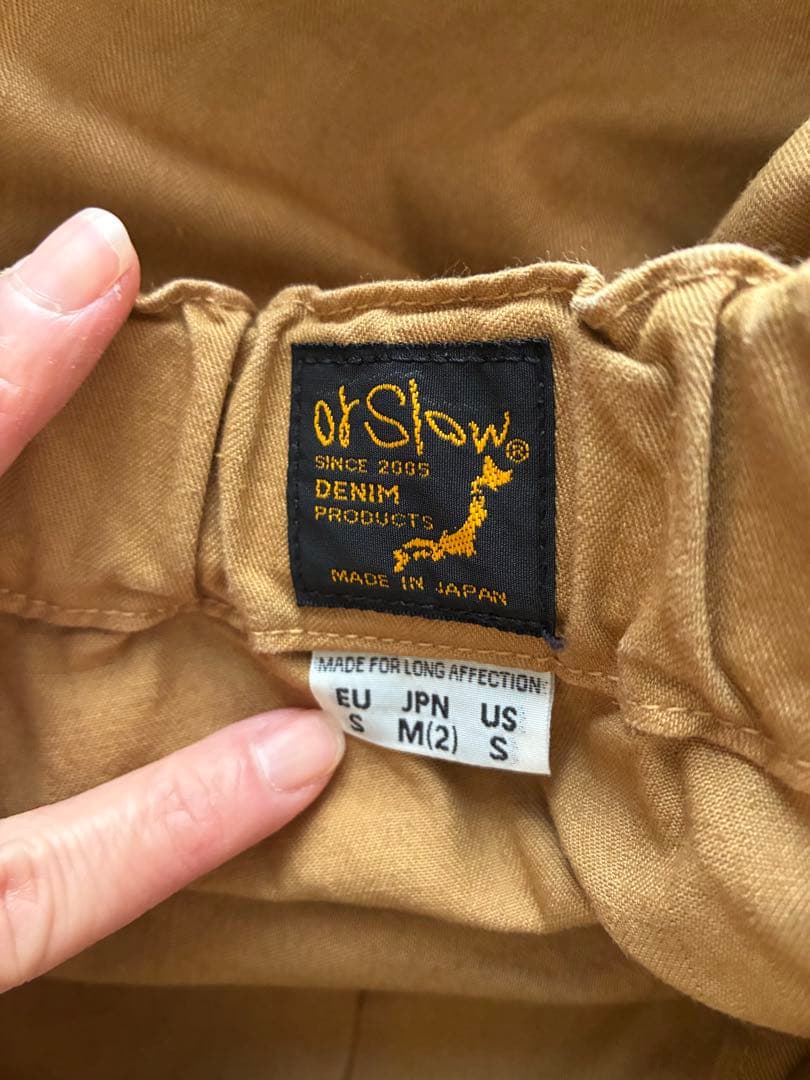 orSlow®
SINCE 2005
DENIM
PRODUCTS
MADE IN JAPAN
MADE FOR LONG AFFECTION
EU JPN US
S M(2) S